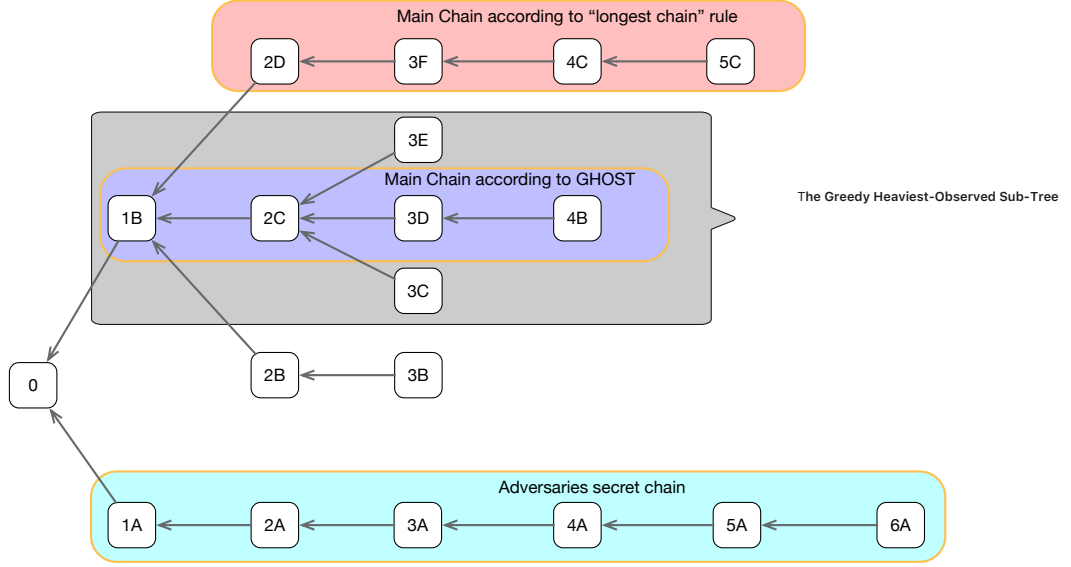 Main Chain according to “longest chain” rule
2D
3F
4C
5C
3E
Main Chain according to GHOST
1B
2C
3D
4B
The Greedy Heaviest-Observed Sub-Tree
3C
0
2B
3B
Adversaries secret chain
1A
2A
3A
4A
5A
6A